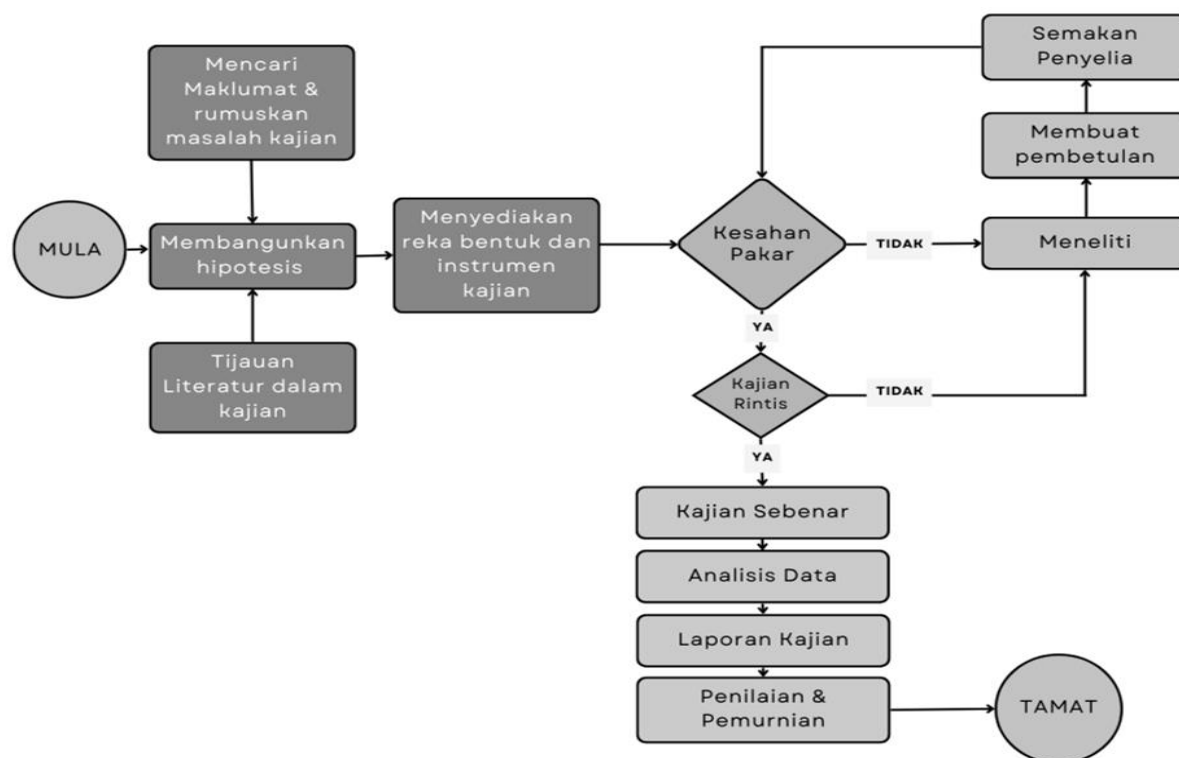 Mencari
Maklumat &
rumuskan
masalah kajian
MULA
Membangunkan
hipotesis
Tijauan
Literatur dalam
kajian
Menyediakan
reka bentuk dan
instrumen
kajian
Kesahan
Pakar
TIDAK
Meneliti
Membuat
pembetulan
Semakan
Penyelia
YA
Kajian
Rintis
TIDAK
YA
Kajian Sebenar
Analisis Data
Laporan Kajian
Penilaian &
Pemurnian
TAMAT